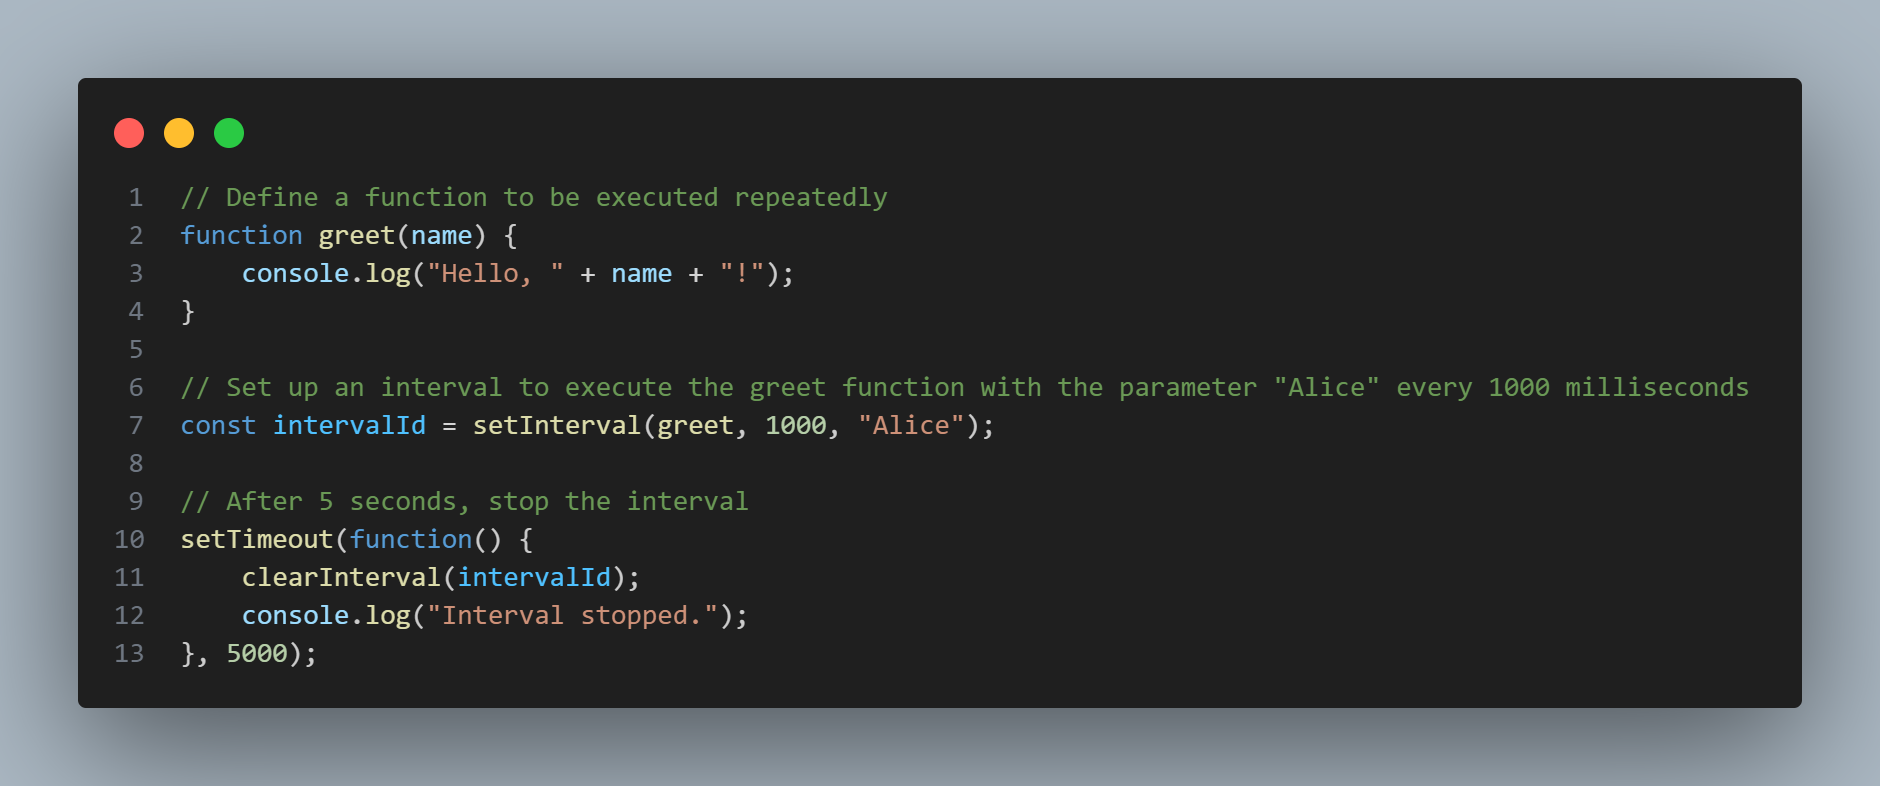 1 // Define a function to be executed repeatedly
2 function greet(name) {
3     console.log("Hello, " + name + "!");
4 }
5
6 // Set up an interval to execute the greet function with the parameter "Alice" every 1000 milliseconds
7 const intervalId = setInterval(greet, 1000, "Alice");
8
9 // After 5 seconds, stop the interval
10 setTimeout(function() {
11     clearInterval(intervalId);
12     console.log("Interval stopped.");
13 }, 5000);